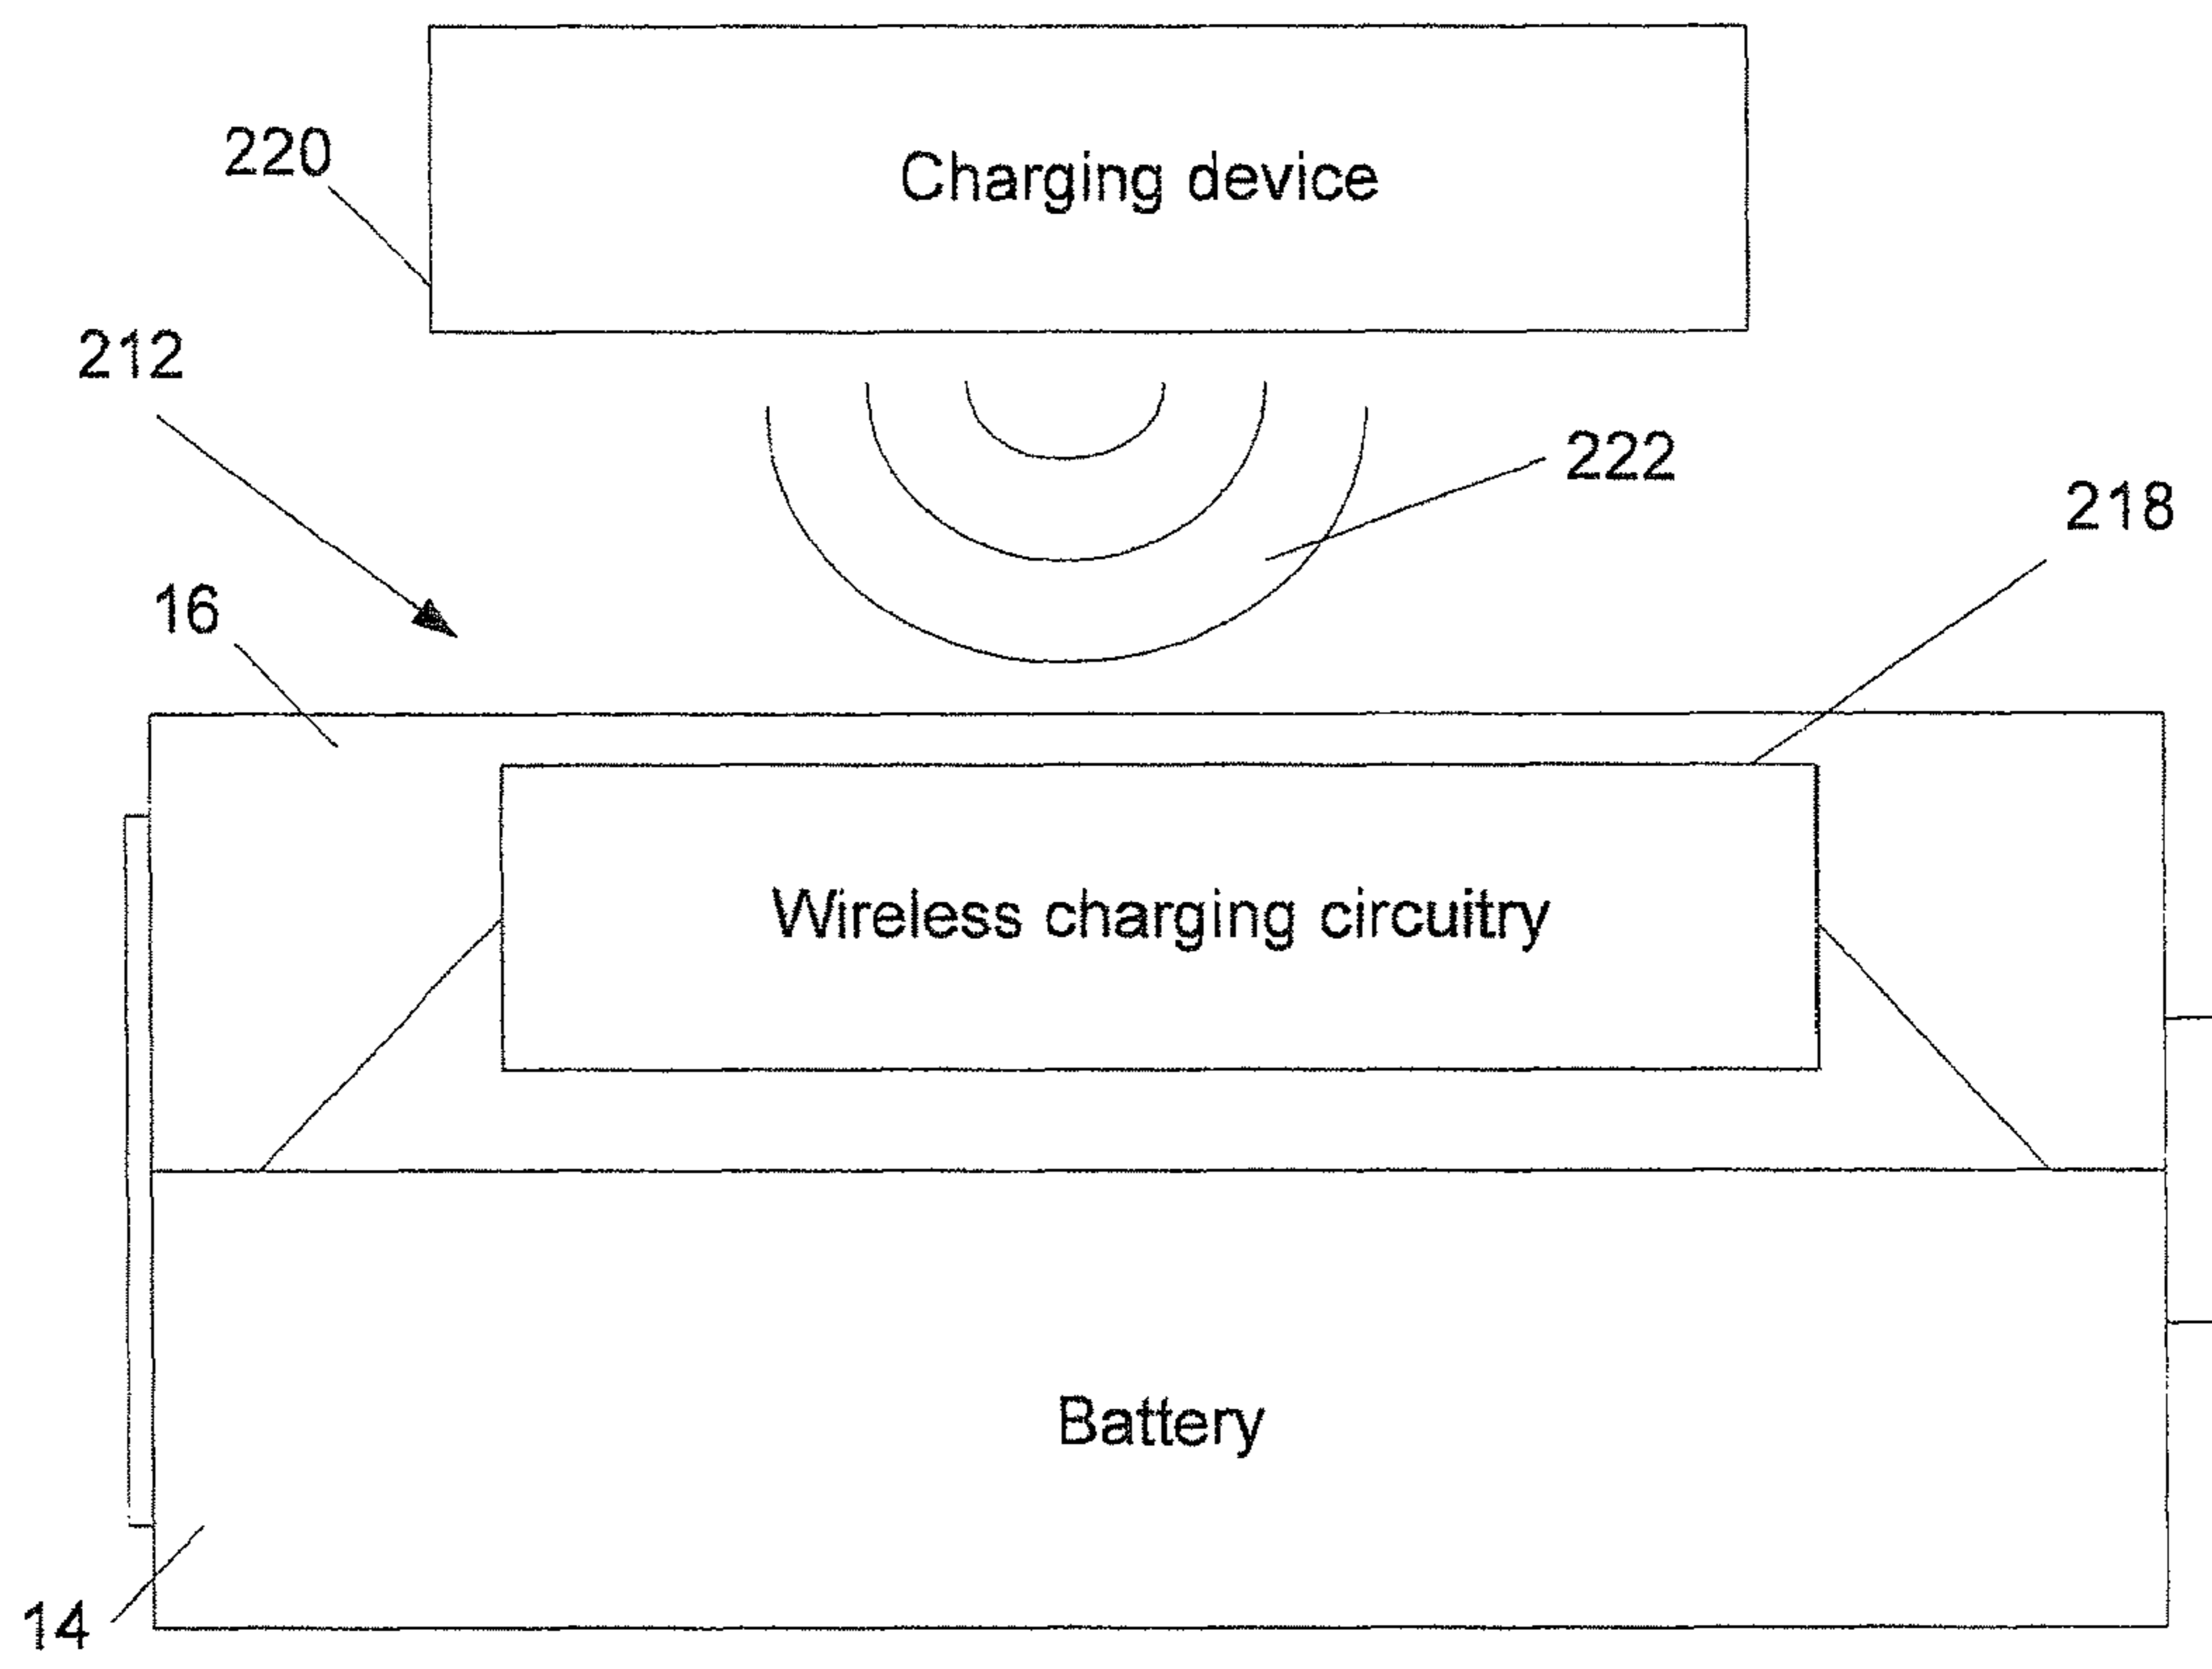 Charging device
220
212
222
218
16
Wireless charging circuitry
Battery
14